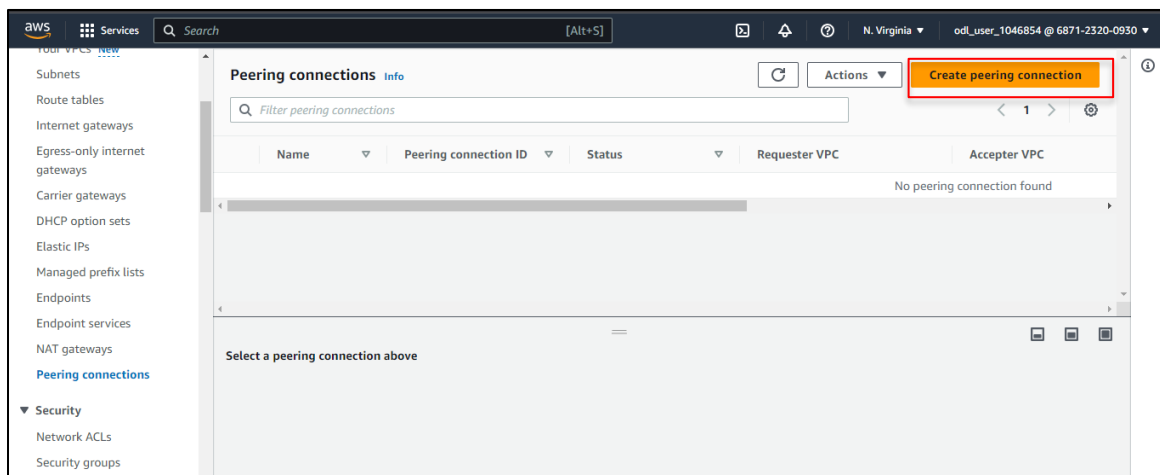 aws
Services
Search
[Alt+S]
N. Virginia
odl_user_1046854 @ 6871-2320-0930
Your VPCs New
Subnets
Route tables
Internet gateways
Egress-only internet
gateways
Carrier gateways
DHCP option sets
Elastic IPs
Managed prefix lists
Endpoints
Endpoint services
NAT gateways
Peering connections
Security
Network ACLs
Security groups
Peering connections Info
Actions
Create peering connection
Filter peering connections
1
Name
Peering connection ID
Status
Requester VPC
Accepter VPC
No peering connection found
Select a peering connection above